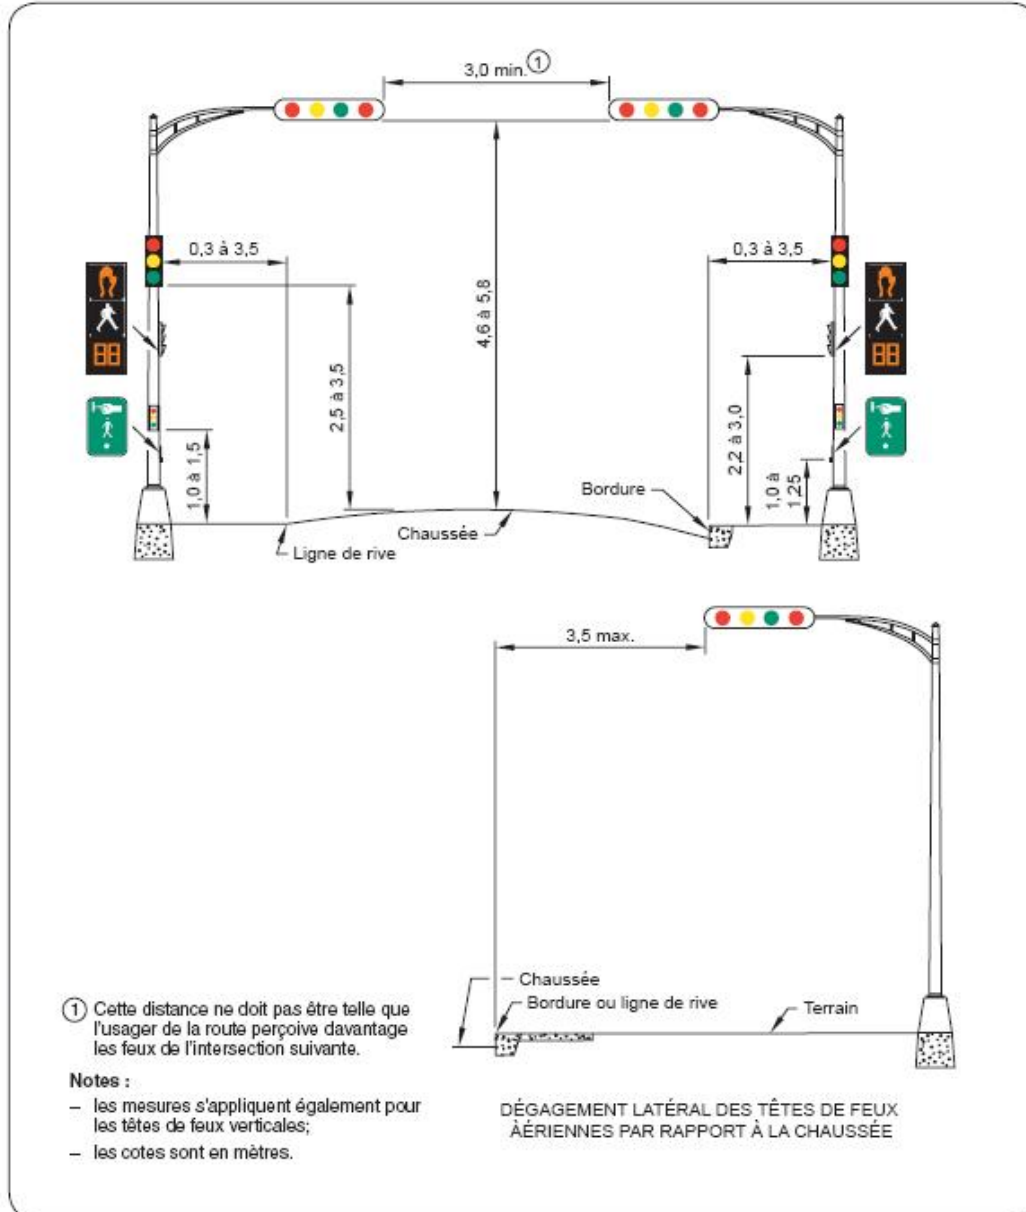 3,0 min. ①
0,3 à 3,5
0,3 à 3,5
4,6 à 5,8
2,5 à 3,5
2,2 à 3,0
1,0 à 1,5
1,0 à
1,25
Bordure
Chaussée
Ligne de rive
3,5 max.
Chaussée
Bordure ou ligne de rive
Terrain
① Cette distance ne doit pas être telle que
l'usager de la route perçoive davantage
les feux de l'intersection suivante.
Notes :
– les mesures s'appliquent également pour
les têtes de feux verticales;
– les cotes sont en mètres.
DÉGAGEMENT LATÉRAL DES TÊTES DE FEUX
AÉRIENNES PAR RAPPORT À LA CHAUSSÉE
88
88